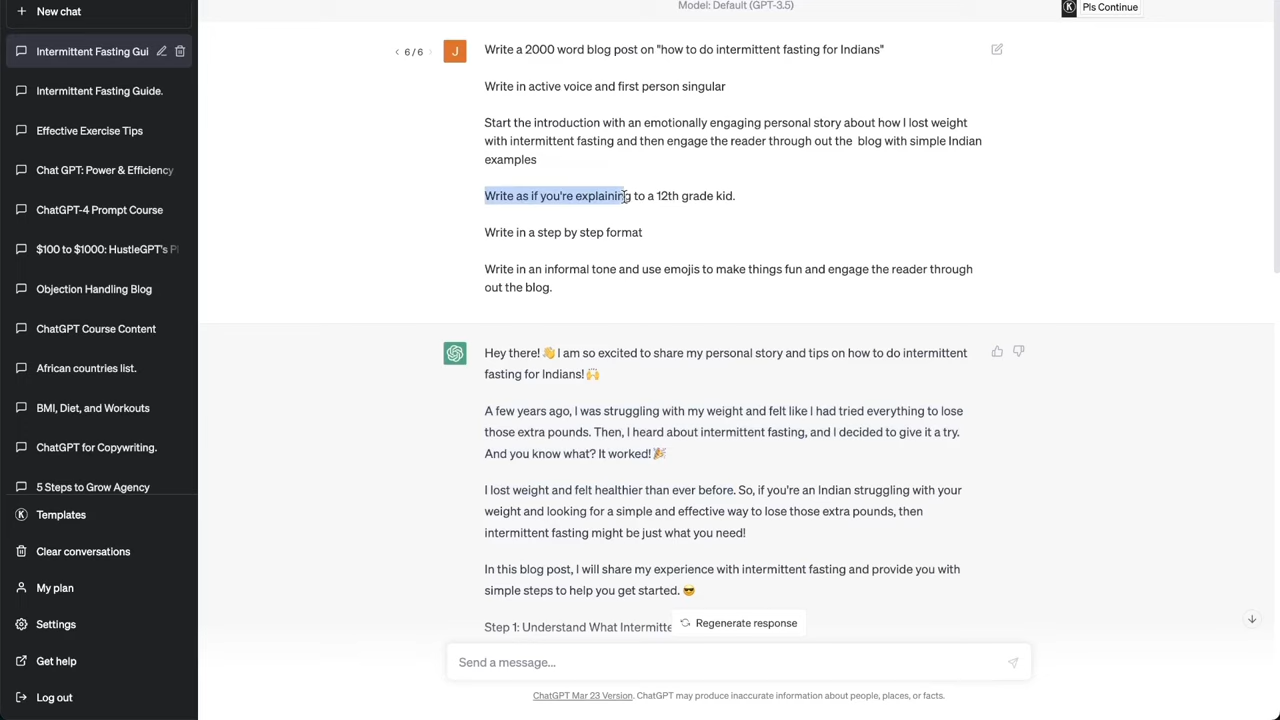 New chat
Model: Default (GPT-3.5)
Pls Continue
Intermittent Fasting Gui
Intermittent Fasting Guide.
Effective Exercise Tips
Chat GPT: Power & Efficiency
ChatGPT-4 Prompt Course
$100 to $1000: HustleGPT's Pl
Objection Handling Blog
ChatGPT Course Content
African countries list.
BMI, Diet, and Workouts
ChatGPT for Copywriting.
5 Steps to Grow Agency
Templates
Clear conversations
My plan
Settings
Get help
Log out
6 / 6
J
Write a 2000 word blog post on "how to do intermittent fasting for Indians"
Write in active voice and first person singular
Start the introduction with an emotionally engaging personal story about how I lost weight
with intermittent fasting and then engage the reader through out the blog with simple Indian
examples
Write as if you're explaining to a 12th grade kid.
Write in a step by step format
Write in an informal tone and use emojis to make things fun and engage the reader through
out the blog.
Hey there! 👋 I am so excited to share my personal story and tips on how to do intermittent
fasting for Indians! 🙌
A few years ago, I was struggling with my weight and felt like I had tried everything to lose
those extra pounds. Then, I heard about intermittent fasting, and I decided to give it a try.
And you know what? It worked! 🎉
I lost weight and felt healthier than ever before. So, if you're an Indian struggling with your
weight and looking for a simple and effective way to lose those extra pounds, then
intermittent fasting might be just what you need!
In this blog post, I will share my experience with intermittent fasting and provide you with
simple steps to help you get started. 😎
Step 1: Understand What Intermitte
Regenerate response
Send a message...
ChatGPT Mar 23 Version. ChatGPT may produce inaccurate information about people, places, or facts.